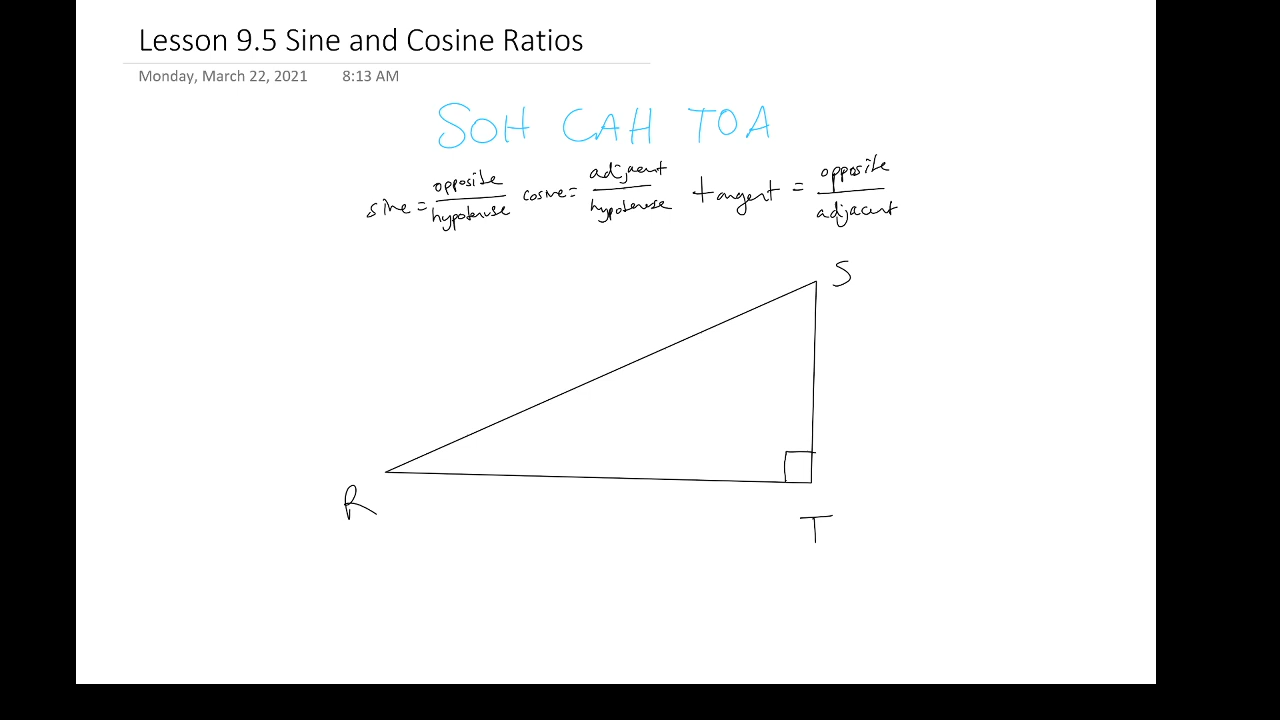 Lesson 9.5 Sine and Cosine Ratios
Monday, March 22, 2021 8:13 AM
SOH CAH TOA
sine = opposite / hypotenuse cosine = adjacent / hypotenuse tangent = opposite / adjacent
S
R
T